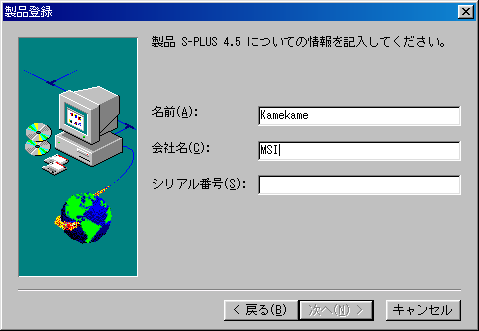 製品登録
製品 S-PLUS 4.5 についての情報を記入してください。
名前(A):
Kamekame
会社名(C):
MSI
シリアル番号(S):
< 戻る(B)
次へ(N) >
キャンセル